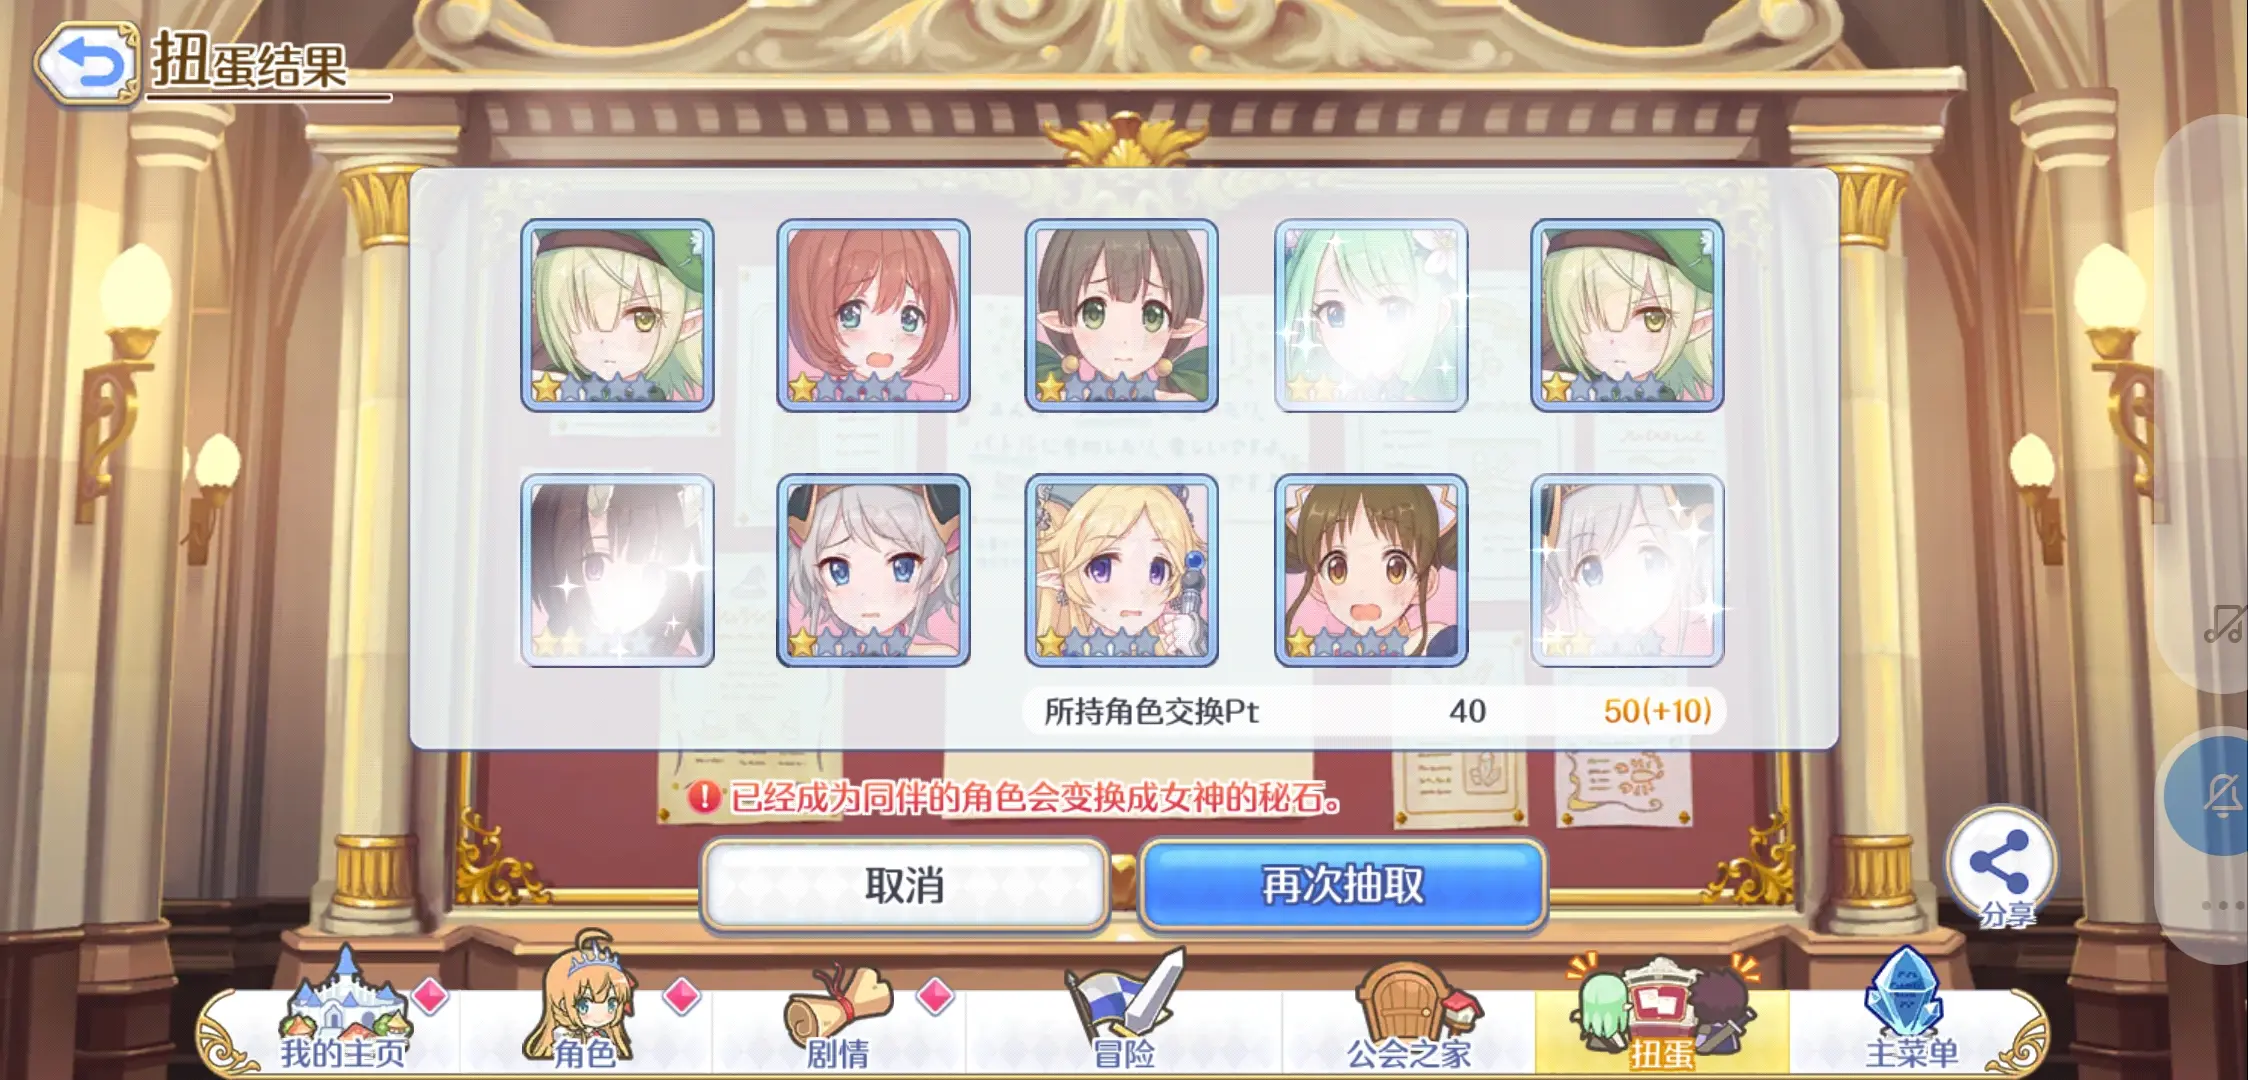 扭蛋结果
所持角色交换Pt 40 50(+10)
! 已经成为同伴的角色会变换成女神的秘石。
取消
再次抽取
分享
我的主页
角色
剧情
冒险
公会之家
扭蛋
主菜单